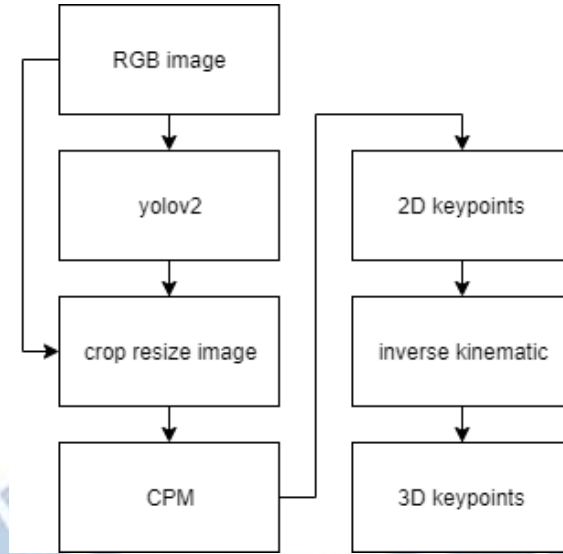 RGB image
yolov2
crop resize image
CPM
2D keypoints
inverse kinematic
3D keypoints